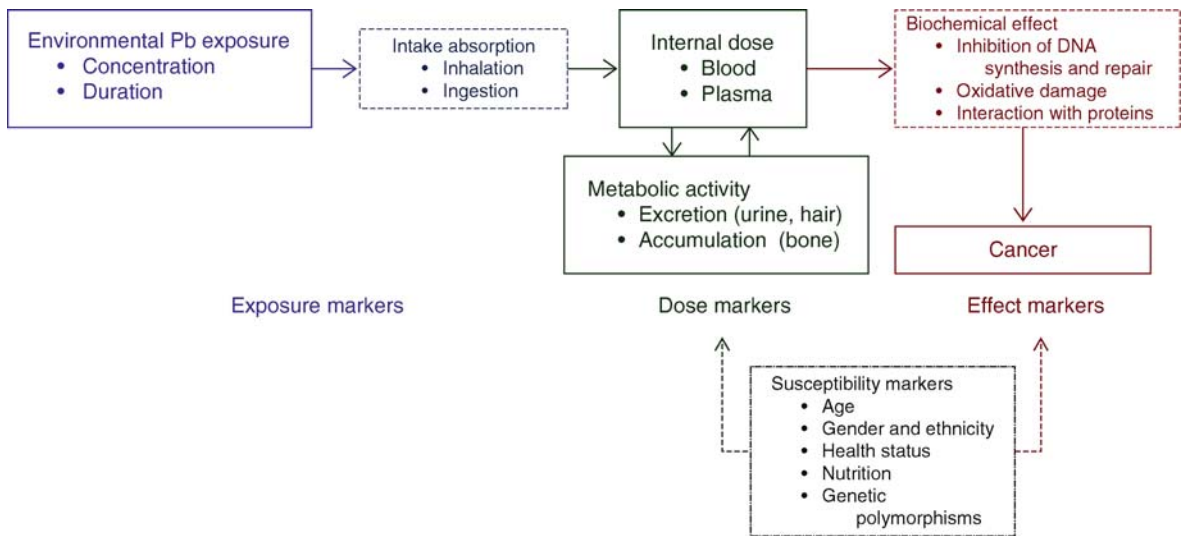 Environmental Pb exposure
• Concentration
• Duration
Intake absorption
• Inhalation
• Ingestion
Internal dose
• Blood
• Plasma
Biochemical effect
• Inhibition of DNA
synthesis and repair
• Oxidative damage
• Interaction with proteins
Metabolic activity
• Excretion (urine, hair)
• Accumulation (bone)
Cancer
Exposure markers
Dose markers
Effect markers
Susceptibility markers
• Age
• Gender and ethnicity
• Health status
• Nutrition
• Genetic
polymorphisms